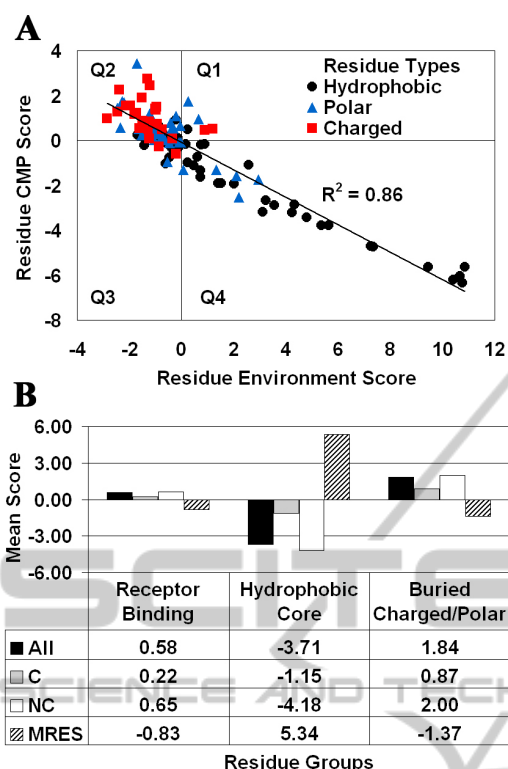 A
4
2
0
-2
-4
-6
-8
Residue CMP Score
Q2
Q1
Q3
Q4
Residue Types
Hydrophobic
Polar
Charged
R² = 0.86
-4 -2 0 2 4 6 8 10 12
Residue Environment Score
B
6.00
3.00
0.00
-3.00
-6.00
Mean Score
Receptor Binding
Hydrophobic Core
Buried Charged/Polar
All 0.58 -3.71 1.84
C 0.22 -1.15 0.87
NC 0.65 -4.18 2.00
MRES -0.83 5.34 -1.37
Residue Groups
SCITE
SCIENCE AND TECH